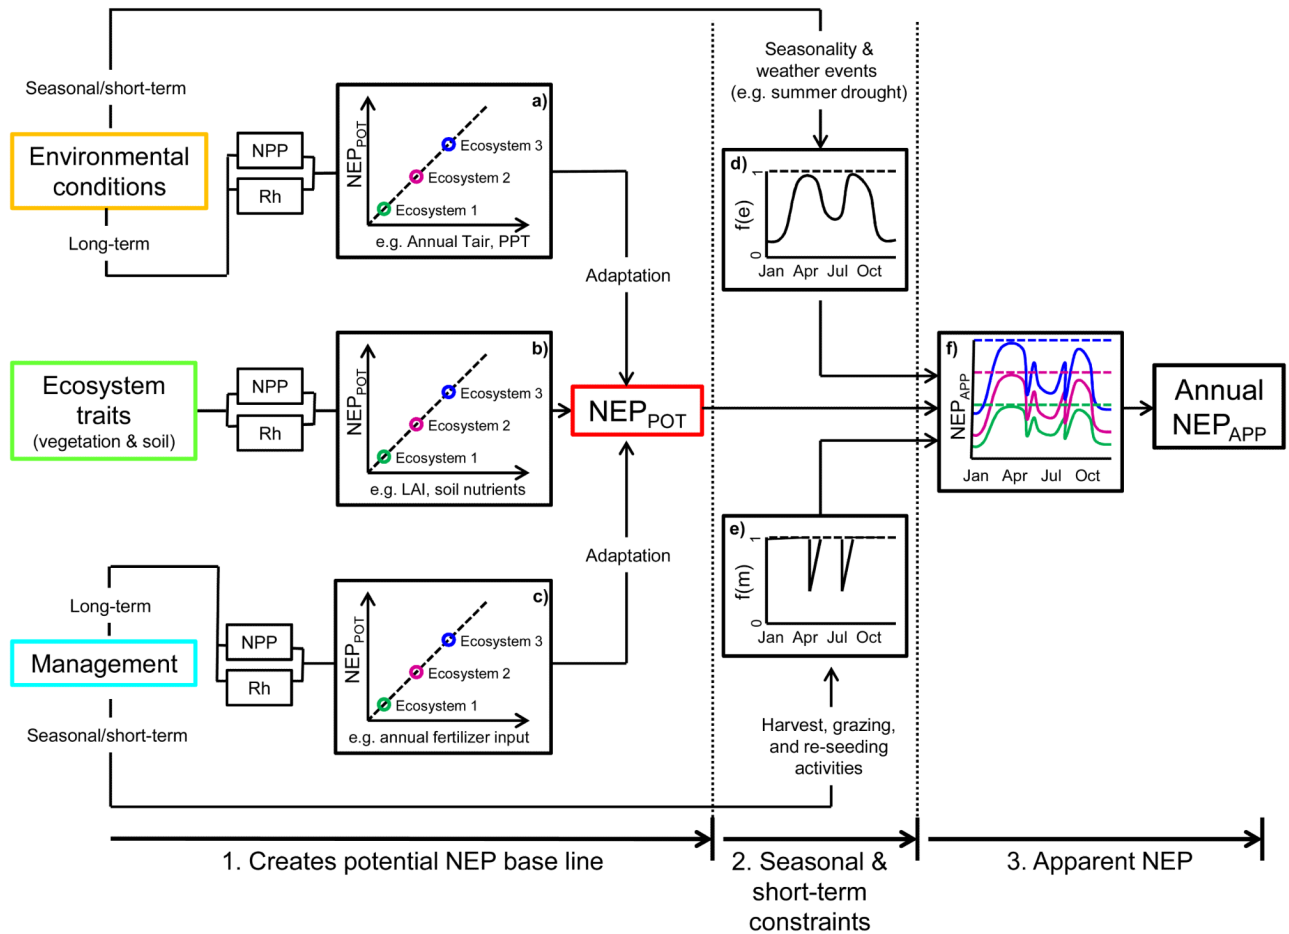 Seasonal/short-term
Environmental
conditions
Long-term
NPP
Rh
a)
NEPPOT
Ecosystem 3
Ecosystem 2
Ecosystem 1
e.g. Annual Tair, PPT
Adaptation
Ecosystem
traits
(vegetation & soil)
NPP
Rh
b)
NEPPOT
Ecosystem 3
Ecosystem 2
Ecosystem 1
e.g. LAI, soil nutrients
NEPPOT
Adaptation
Long-term
Management
Seasonal/short-term
NPP
Rh
c)
NEPPOT
Ecosystem 3
Ecosystem 2
Ecosystem 1
e.g. annual fertilizer input
Seasonality &
weather events
(e.g. summer drought)
d)
1
f(e)
0
Jan Apr Jul Oct
e)
1
f(m)
0
Jan Apr Jul Oct
Harvest, grazing,
and re-seeding
activities
f)
NEPAPP
Jan Apr Jul Oct
Annual
NEPAPP
1. Creates potential NEP base line
2. Seasonal &
short-term
constraints
3. Apparent NEP